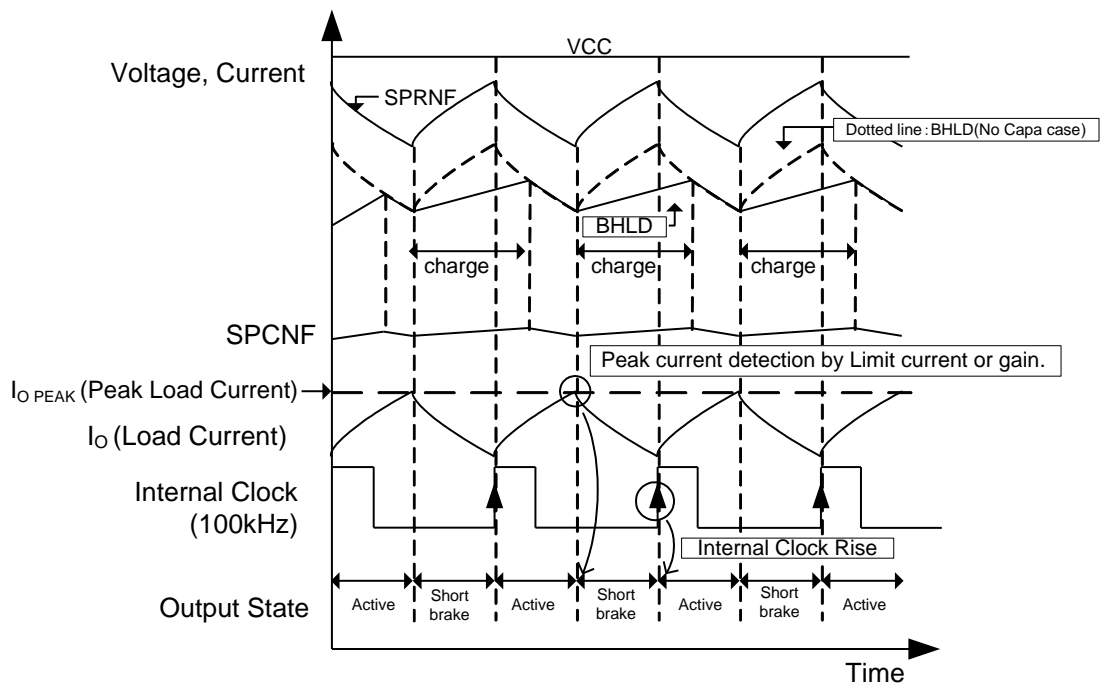 VCC
Voltage, Current
SPRNF
Dotted line : BHLD(No Capa case)
BHLD
charge
charge
charge
SPCNF
Peak current detection by Limit current or gain.
IO PEAK (Peak Load Current)
IO (Load Current)
Internal Clock
(100kHz)
Internal Clock Rise
Output State
Active
Short
brake
Active
Short
brake
Active
Short
brake
Active
Time